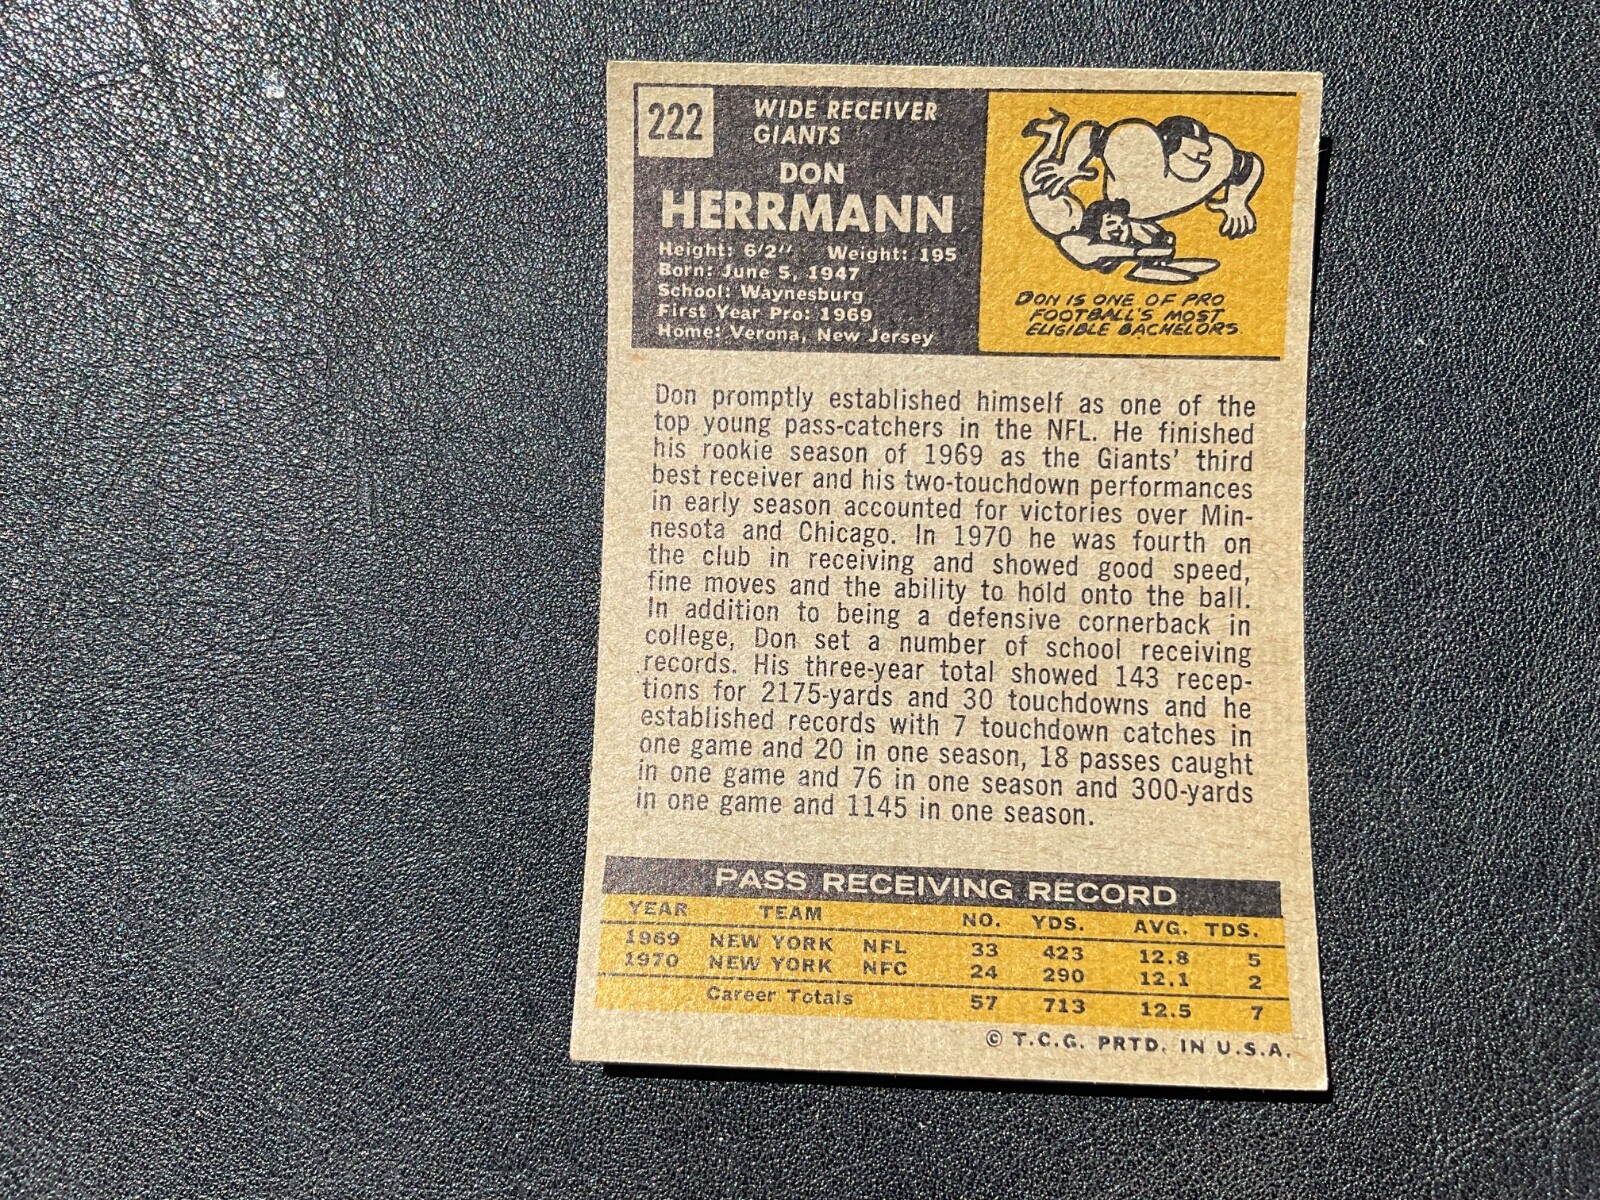 222
WIDE RECEIVER
GIANTS
DON
HERRMANN
Height: 6'2" Weight: 195
Born: June 5, 1947
School: Waynesburg
First Year Pro: 1969
Home: Verona, New Jersey
DON IS ONE OF PRO
FOOTBALL'S MOST
ELIGIBLE BACHELORS
Don promptly established himself as one of the
top young pass-catchers in the NFL. He finished
his rookie season of 1969 as the Giants' third
best receiver and his two-touchdown performances
in early season accounted for victories over Min-
nesota and Chicago. In 1970 he was fourth on
the club in receiving and showed good speed,
fine moves and the ability to hold onto the ball.
In addition to being a defensive cornerback in
college, Don set a number of school receiving
records. His three-year total showed 143 recep-
tions for 2175-yards and 30 touchdowns and he
established records with 7 touchdown catches in
one game and 20 in one season, 18 passes caught
in one game and 76 in one season and 300-yards
in one game and 1145 in one season.
PASS RECEIVING RECORD
YEAR TEAM NO. YDS. AVG. TDS.
1969 NEW YORK NFL 33 423 12.8 5
1970 NEW YORK NFC 24 290 12.1 2
Career Totals 57 713 12.5 7
© T.C.G. PRTD. IN U.S.A.